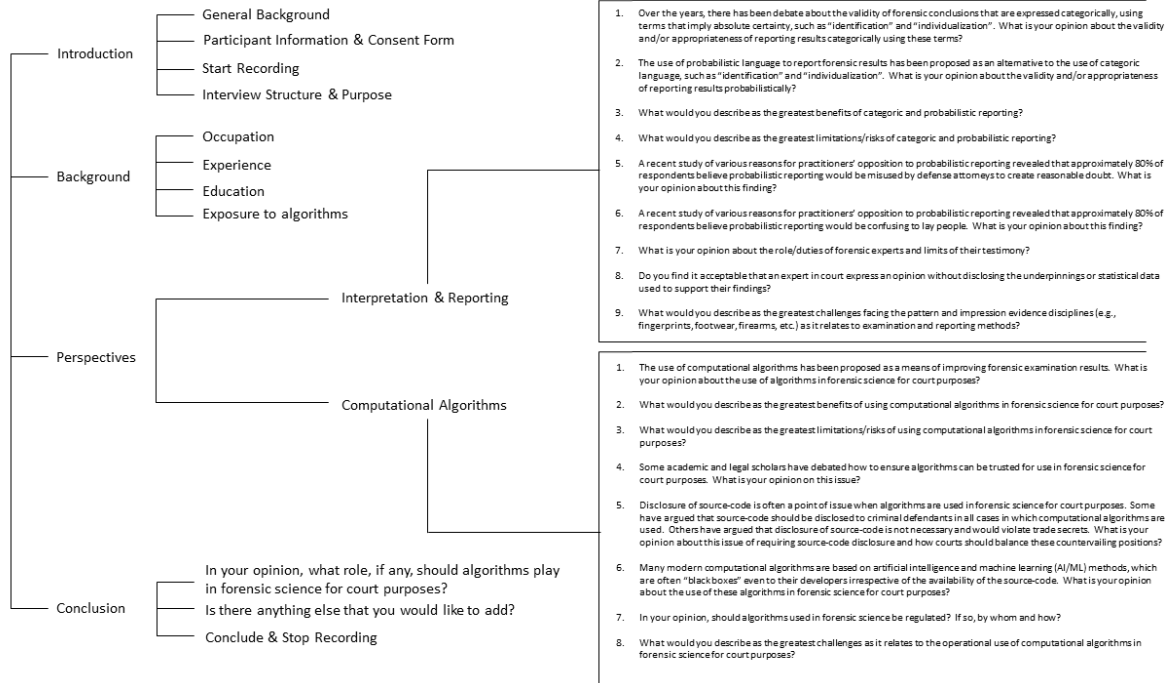 Introduction
General Background
Participant Information & Consent Form
Start Recording
Interview Structure & Purpose
Background
Occupation
Experience
Education
Exposure to algorithms
Perspectives
Interpretation & Reporting
1. Over the years, there has been debate about the validity of forensic conclusions that are expressed categorically, using
terms that imply absolute certainty, such as “identification” and “individualization”. What is your opinion about the validity
and/or appropriateness of reporting results categorically using these terms?
2. The use of probabilistic language to report forensic results has been proposed as an alternative to the use of categoric
language, such as “identification” and “individualization”. What is your opinion about the validity and/or appropriateness
of reporting results probabilistically?
3. What would you describe as the greatest benefits of categoric and probabilistic reporting?
4. What would you describe as the greatest limitations/risks of categoric and probabilistic reporting?
5. A recent study of various reasons for practitioners’ opposition to probabilistic reporting revealed that approximately 80% of
respondents believe probabilistic reporting would be misused by defense attorneys to create reasonable doubt. What is
your opinion about this finding?
6. A recent study of various reasons for practitioners’ opposition to probabilistic reporting revealed that approximately 80% of
respondents believe probabilistic reporting would be confusing to lay people. What is your opinion about this finding?
7. What is your opinion about the role/duties of forensic experts and limits of their testimony?
8. Do you find it acceptable that an expert in court express an opinion without disclosing the underpinnings or statistical data
used to support their findings?
9. What would you describe as the greatest challenges facing the pattern and impression evidence disciplines (e.g.,
fingerprints, footwear, firearms, etc.) as it relates to examination and reporting methods?
Computational Algorithms
1. The use of computational algorithms has been proposed as a means of improving forensic examination results. What is
your opinion about the use of algorithms in forensic science for court purposes?
2. What would you describe as the greatest benefits of using computational algorithms in forensic science for court purposes?
3. What would you describe as the greatest limitations/risks of using computational algorithms in forensic science for court
purposes?
4. Some academic and legal scholars have debated how to ensure algorithms can be trusted for use in forensic science for
court purposes. What is your opinion on this issue?
5. Disclosure of source-code is often a point of issue when algorithms are used in forensic science for court purposes. Some
have argued that source-code should be disclosed to criminal defendants in all cases in which computational algorithms are
used. Others have argued that disclosure of source-code is not necessary and would violate trade secrets. What is your
opinion about this issue of requiring source-code disclosure and how courts should balance these countervailing positions?
6. Many modern computational algorithms are based on artificial intelligence and machine learning (AI/ML) methods, which
are often “blackboxes” even to their developers irrespective of the availability of the source-code. What is your opinion
about the use of these algorithms in forensic science for court purposes?
7. In your opinion, should algorithms used in forensic science be regulated? If so, by whom and how?
8. What would you describe as the greatest challenges as it relates to the operational use of computational algorithms in
forensic science for court purposes?
Conclusion
In your opinion, what role, if any, should algorithms play
in forensic science for court purposes?
Is there anything else that you would like to add?
Conclude & Stop Recording